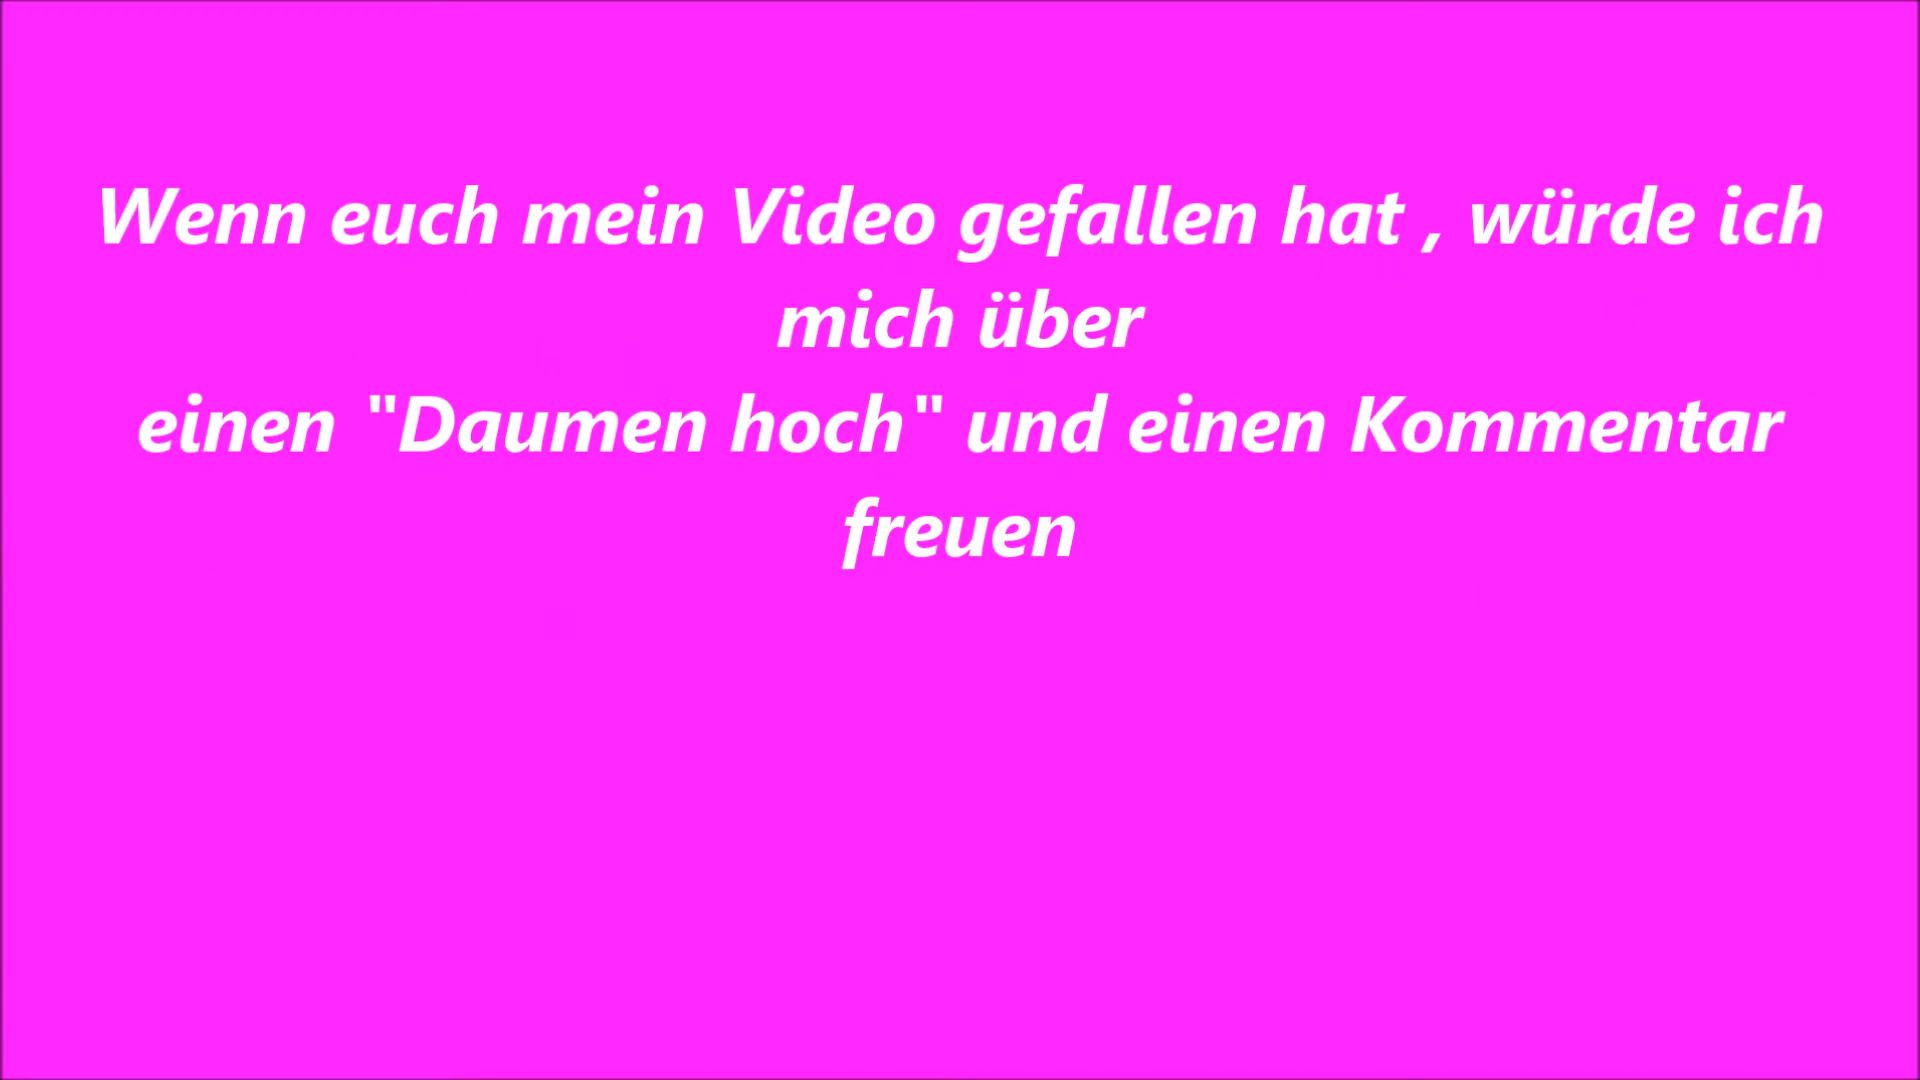 Wenn euch mein Video gefallen hat , würde ich
mich über
einen "Daumen hoch" und einen Kommentar
freuen